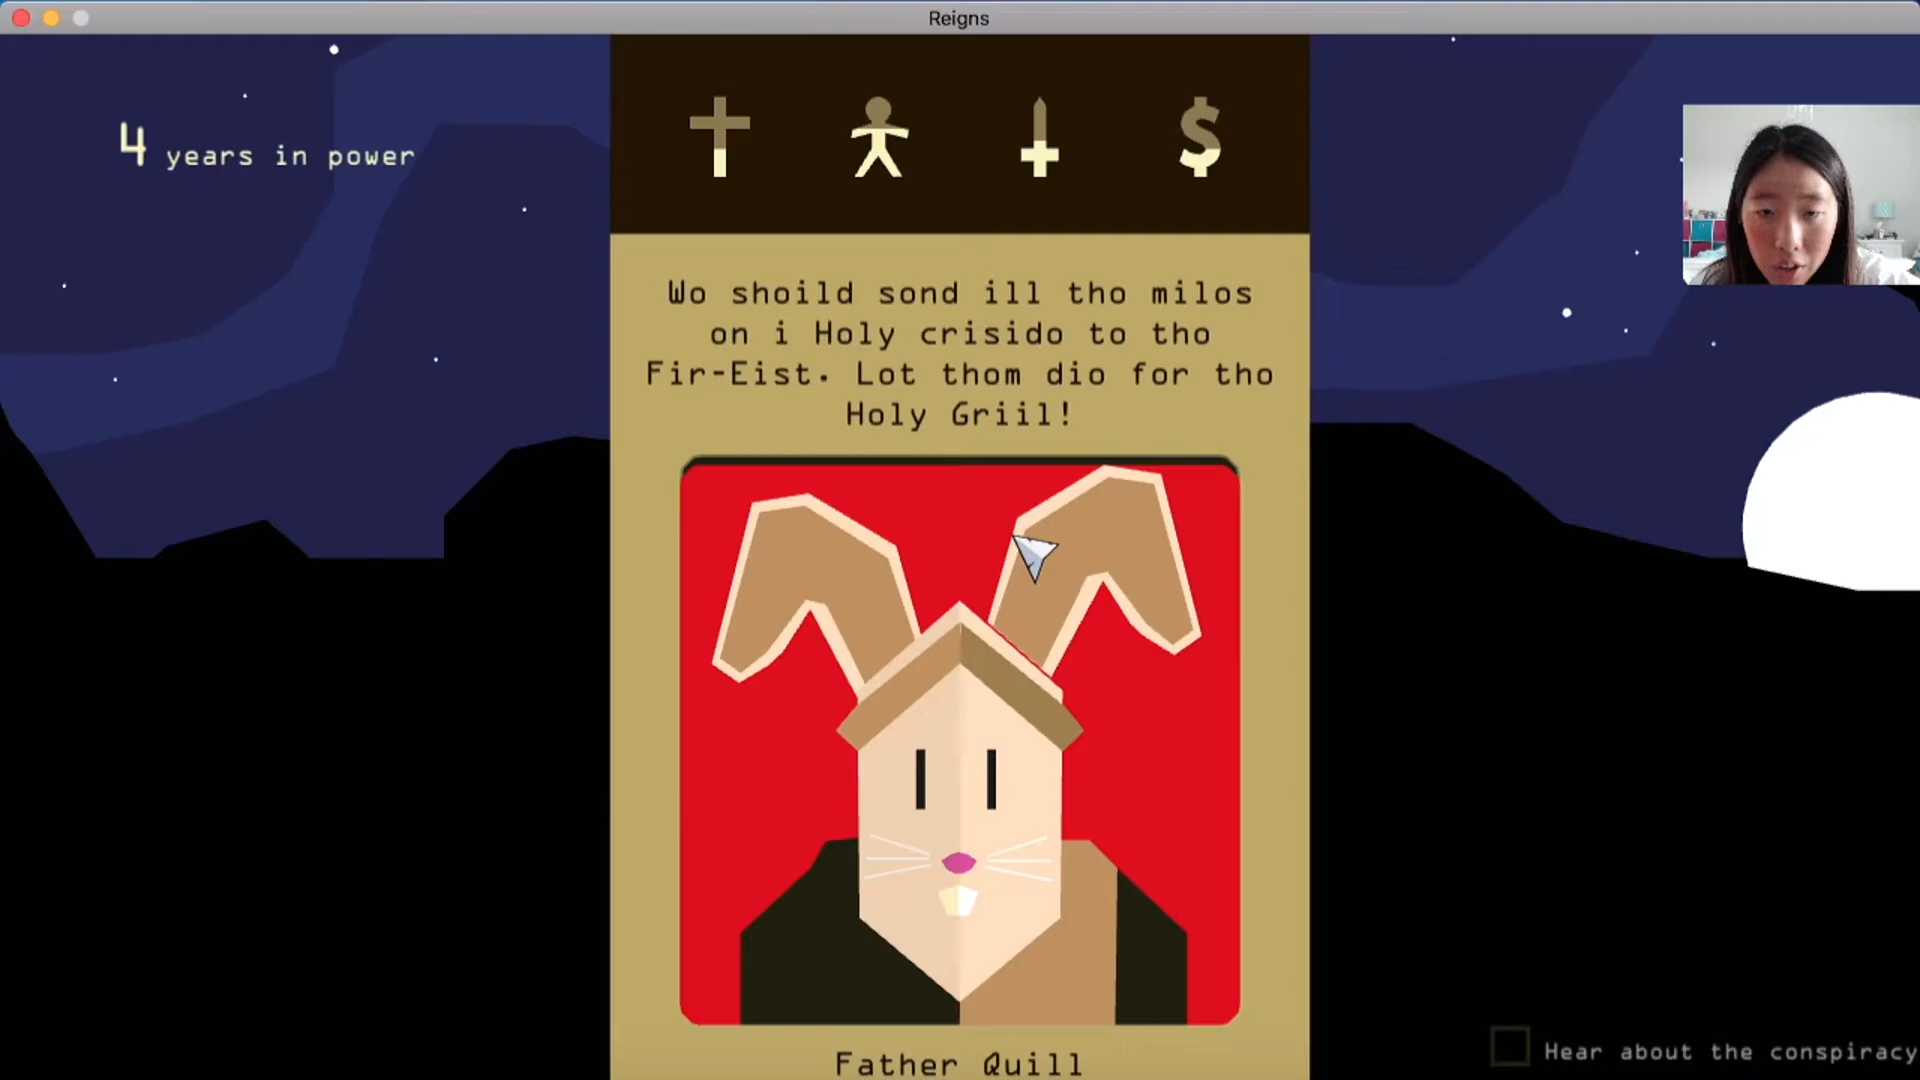 Reigns
4 years in power
Wo shoild sond ill tho milos
on i Holy crisido to tho
Fir-Eist. Lot thom dio for tho
Holy Griil!
Father Quill
Hear about the conspiracy